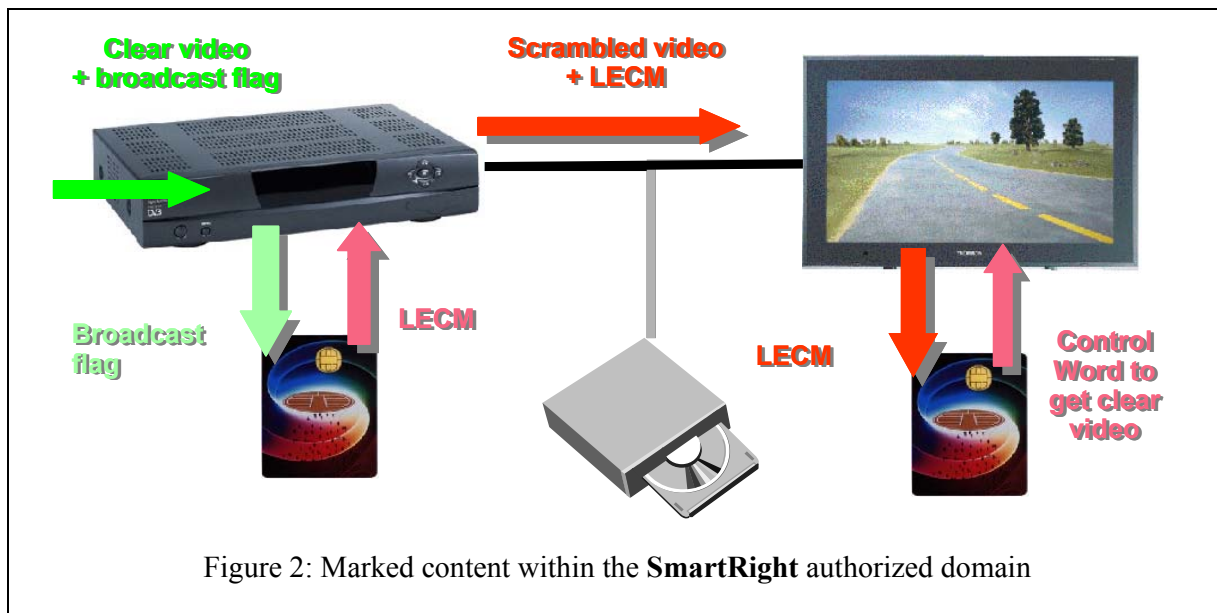 Clear video
+ broadcast flag
Scrambled video
+ LECM
Broadcast
flag
LECM
LECM
Control
Word to
get clear
video
Figure 2: Marked content within the SmartRight authorized domain